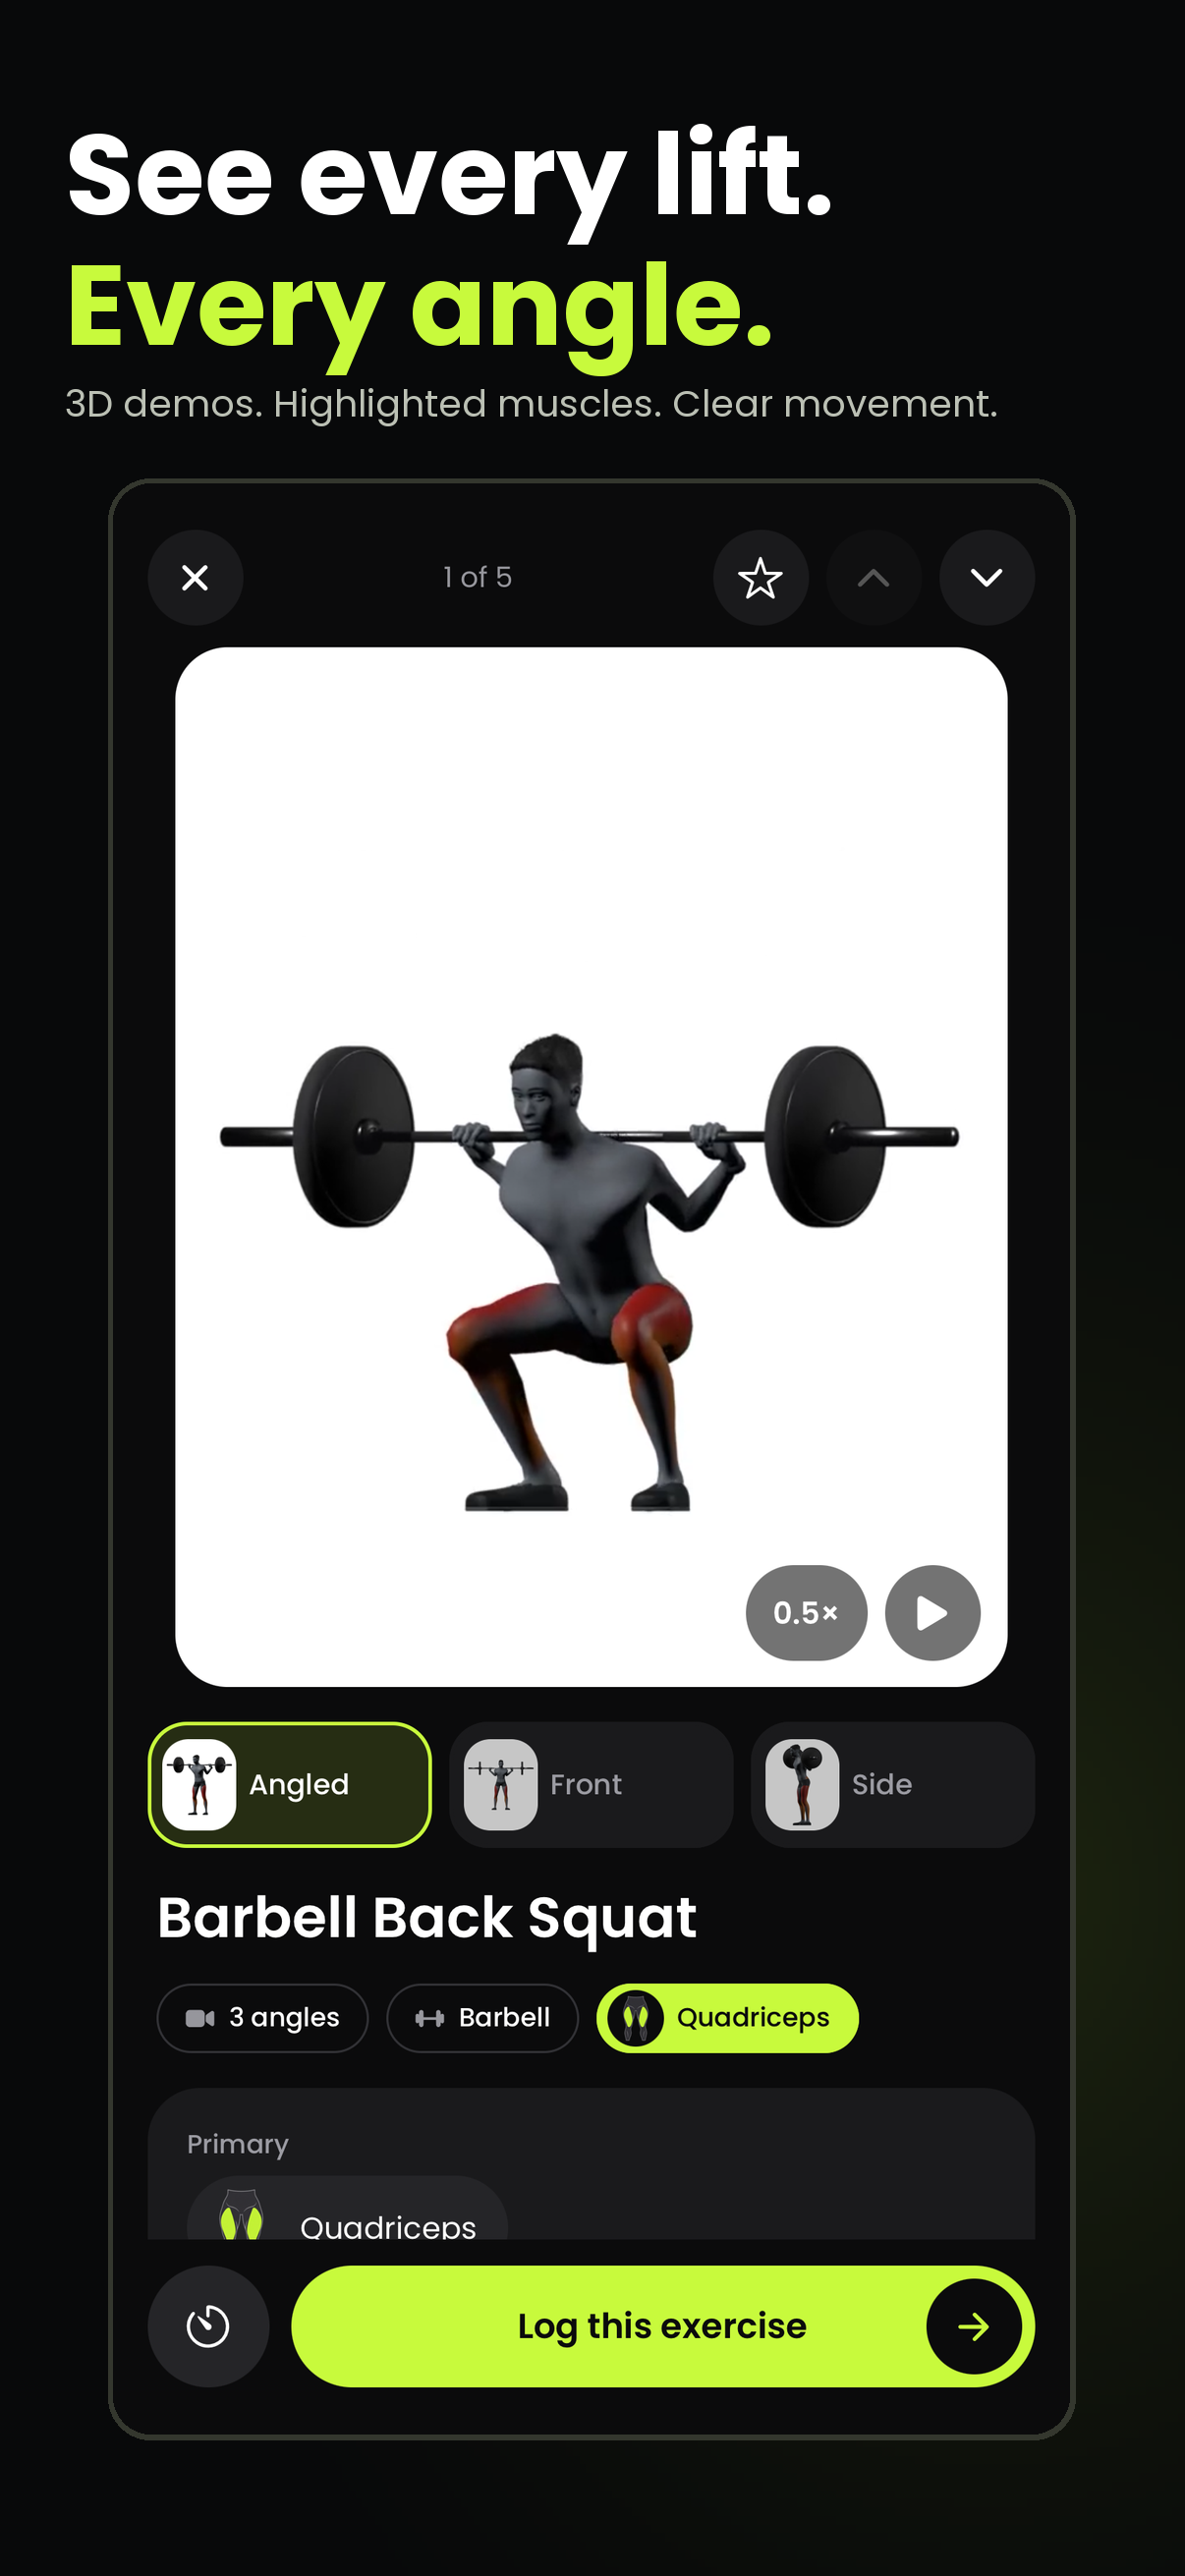 See every lift.
Every angle.
3D demos. Highlighted muscles. Clear movement.
1 of 5
0.5×
Angled
Front
Side
Barbell Back Squat
3 angles
Barbell
Quadriceps
Primary
Quadriceps
Log this exercise